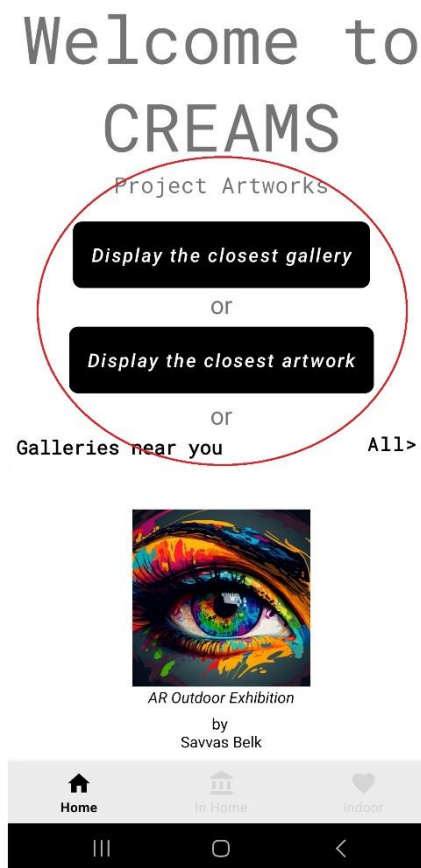 Welcome to
CREAMS
Project Artworks
Display the closest gallery
or
Display the closest artwork
or
Galleries near you All>
AR Outdoor Exhibition
by
Savvas Belk
Home In Home Indoor